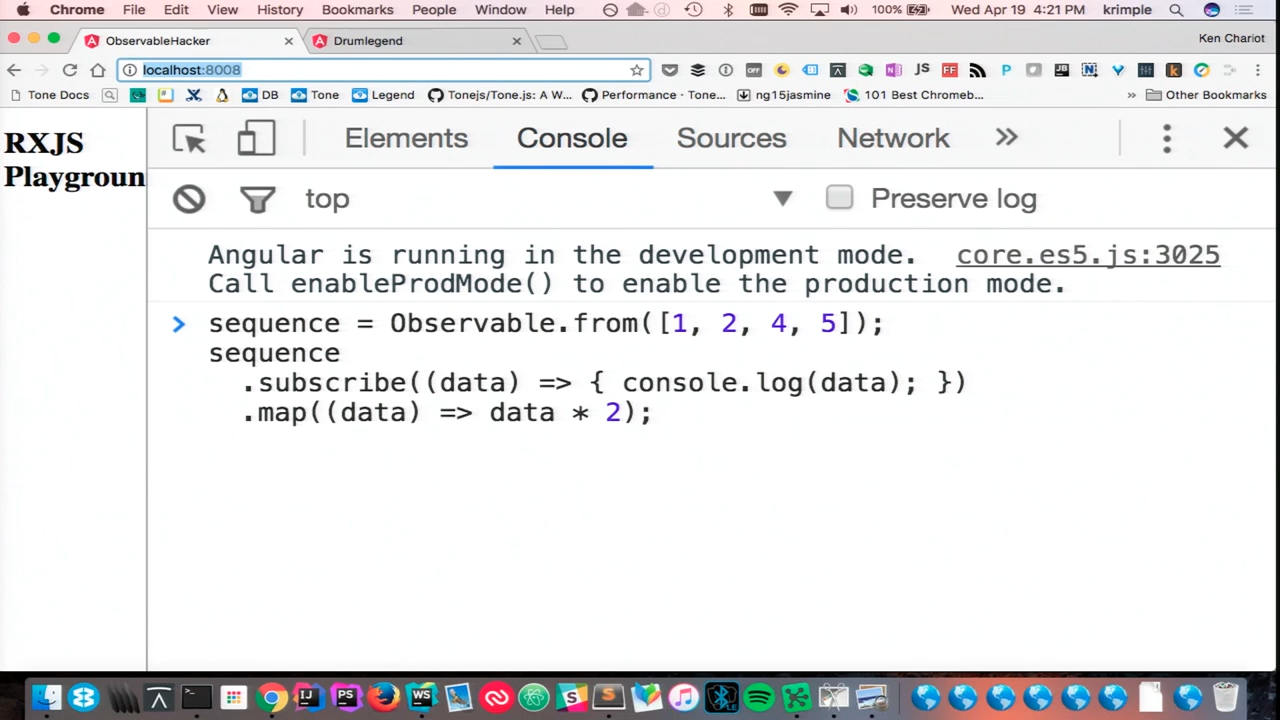 Chrome File Edit View History Bookmarks People Window Help 100% Wed Apr 19 4:21 PM krimple
ObservableHacker Drumlegend Ken Chariot
localhost:8008
Tone Docs DB Tone Legend Tonejs/Tone.js: A W... Performance · Tone... ng15jasmine 101 Best Chromeb... » Other Bookmarks
RXJS
Playgroun
Elements Console Sources Network »
top Preserve log
Angular is running in the development mode. core.es5.js:3025
Call enableProdMode() to enable the production mode.
> sequence = Observable.from([1, 2, 4, 5]);
sequence
.subscribe((data) => { console.log(data); })
.map((data) => data * 2);